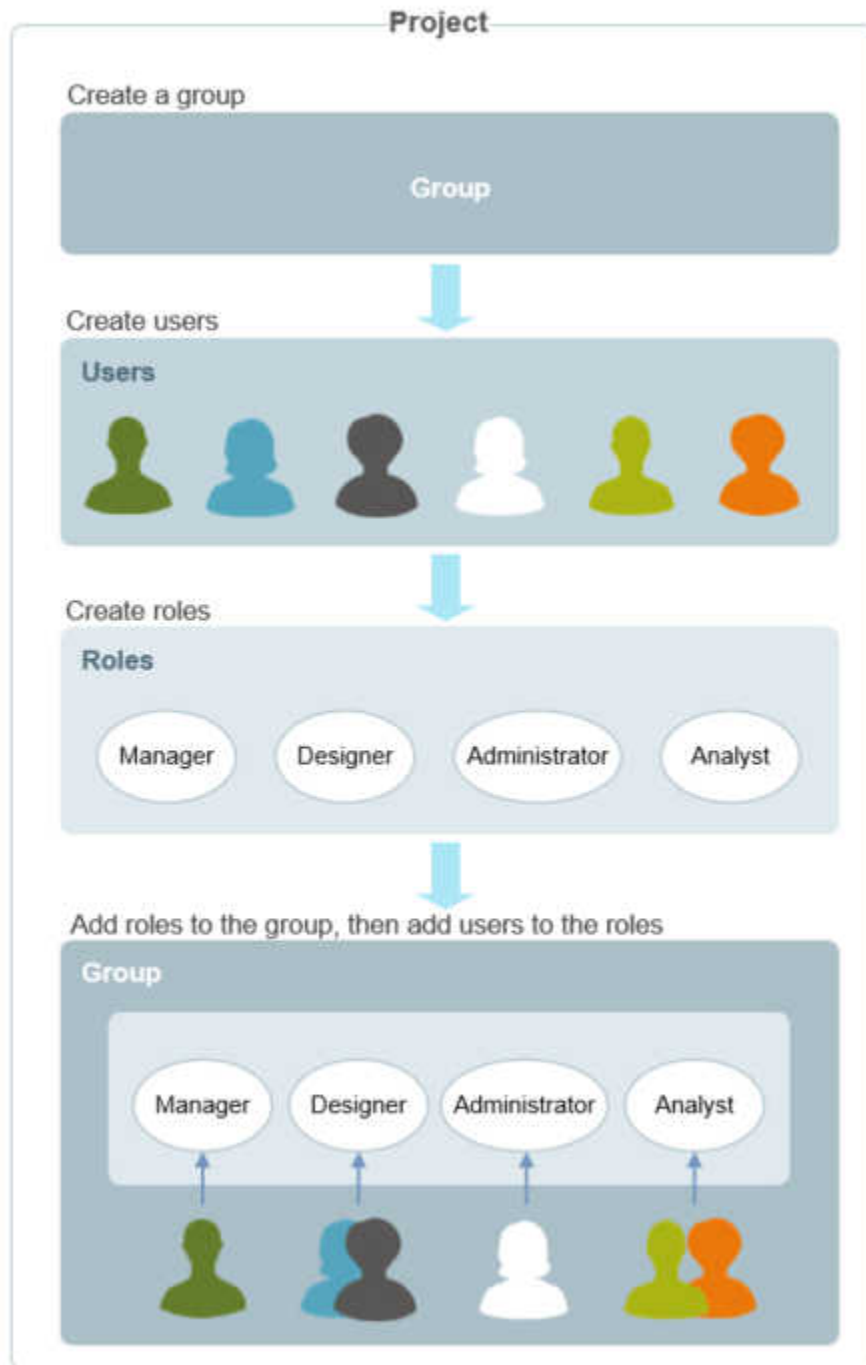 Project
Create a group
Group
Create users
Users
Create roles
Roles
Manager Designer Administrator Analyst
Add roles to the group, then add users to the roles
Group
Manager Designer Administrator Analyst